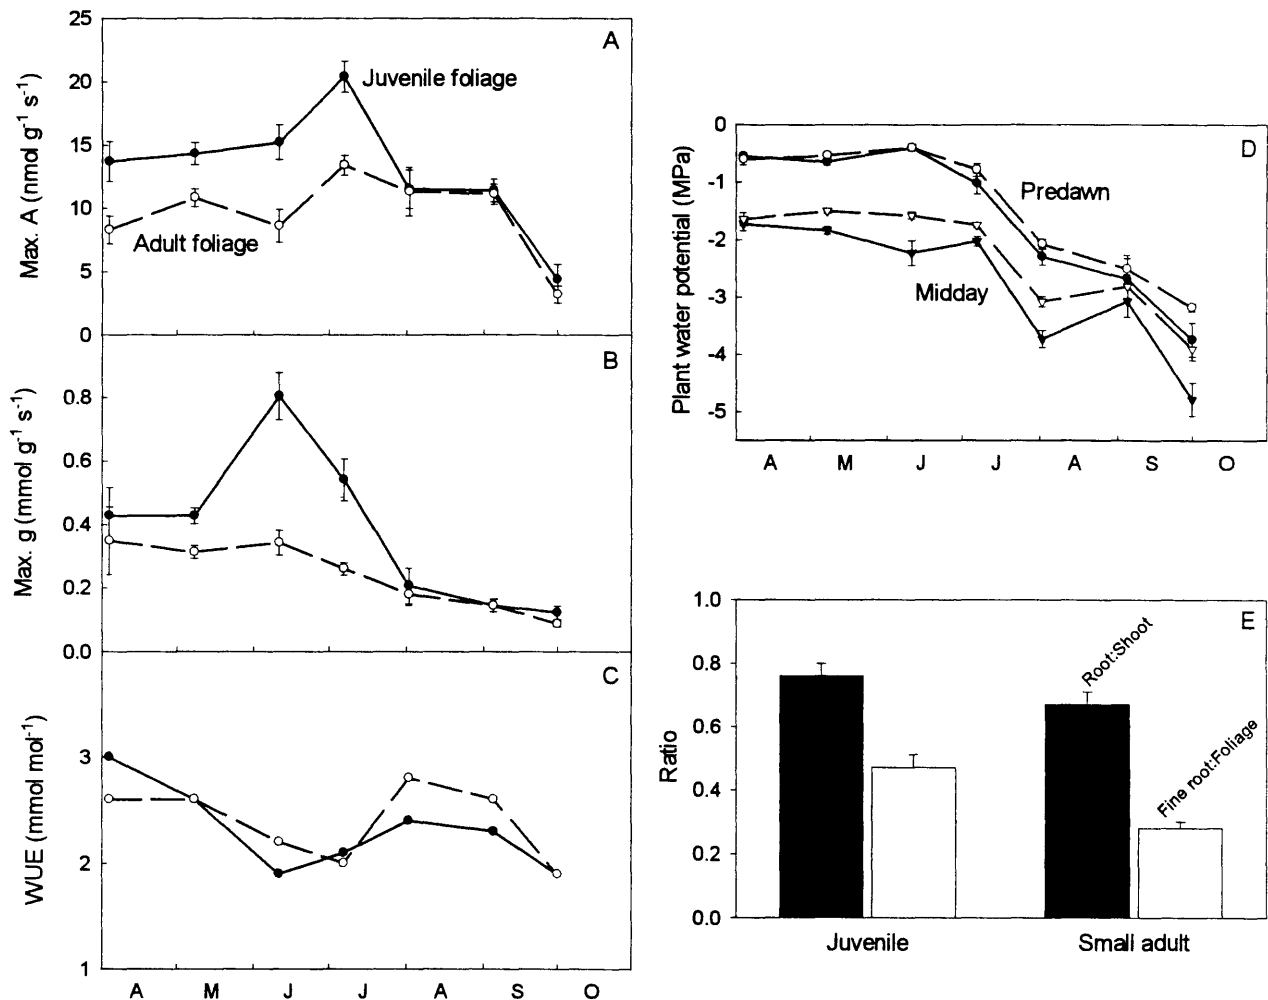 A
25
20
15
10
5
0
Max. A (nmol g⁻¹ s⁻¹)
Juvenile foliage
Adult foliage
B
0.8
0.6
0.4
0.2
0.0
Max. g (mmol g⁻¹ s⁻¹)
C
3
2
1
WUE (mmol mol⁻¹)
A M J J A S O
D
0
-1
-2
-3
-4
-5
Plant water potential (MPa)
Predawn
Midday
A M J J A S O
E
1.0
0.8
0.6
0.4
0.2
0.0
Ratio
Root:Shoot
Fine root:Foliage
Juvenile Small adult